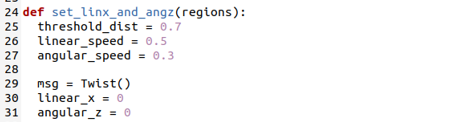 24 def set_linx_and_angz(regions):
25   threshold_dist = 0.7
26   linear_speed = 0.5
27   angular_speed = 0.3
28
29   msg = Twist()
30   linear_x = 0
31   angular_z = 0